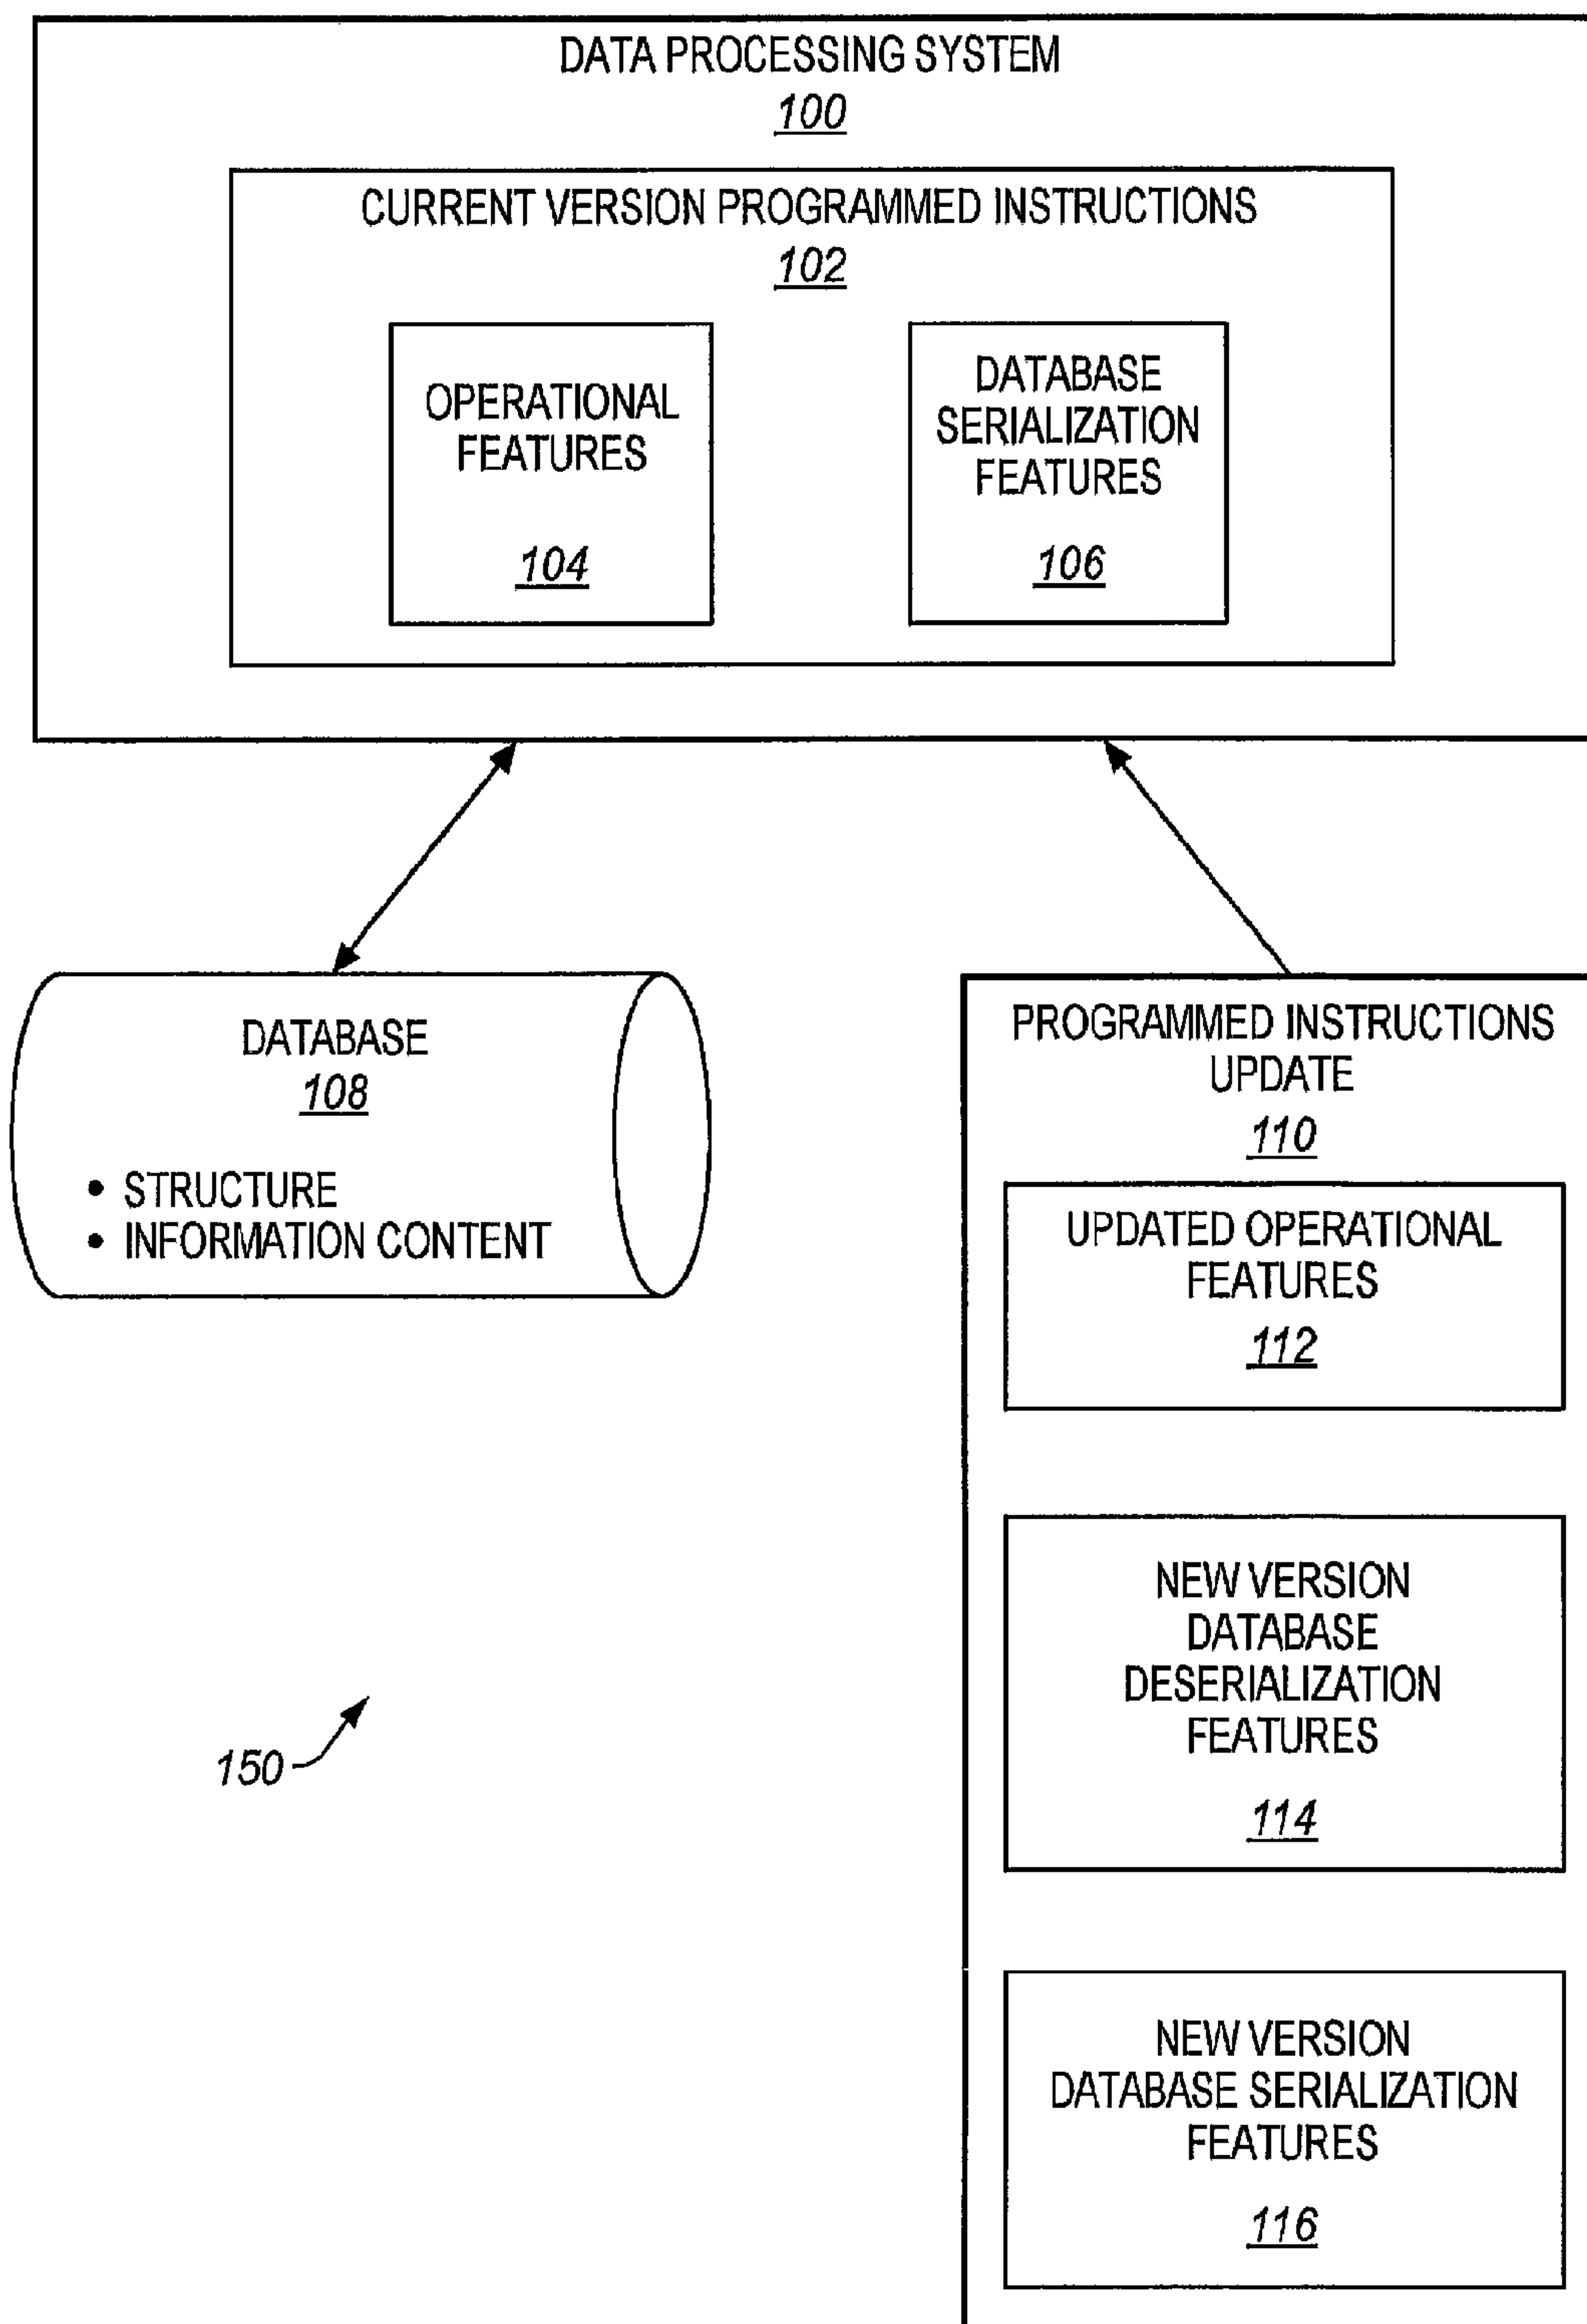 DATA PROCESSING SYSTEM
100
CURRENT VERSION PROGRAMMED INSTRUCTIONS
102
OPERATIONAL
FEATURES
104
DATABASE
SERIALIZATION
FEATURES
106
DATABASE
108
• STRUCTURE
• INFORMATION CONTENT
PROGRAMMED INSTRUCTIONS
UPDATE
110
UPDATED OPERATIONAL
FEATURES
112
NEW VERSION
DATABASE
DESERIALIZATION
FEATURES
114
150
NEW VERSION
DATABASE SERIALIZATION
FEATURES
116